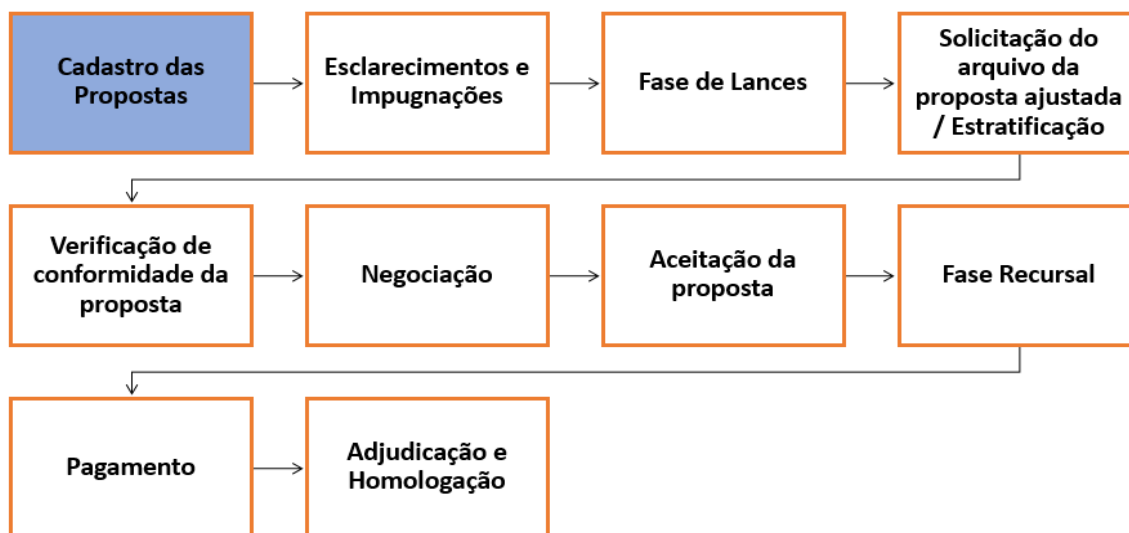 Cadastro das
Propostas
Esclarecimentos e
Impugnações
Fase de Lances
Solicitação do
arquivo da
proposta ajustada
/ Estratificação
Verificação de
conformidade da
proposta
Negociação
Aceitação da
proposta
Fase Recursal
Pagamento
Adjudicação e
Homologação